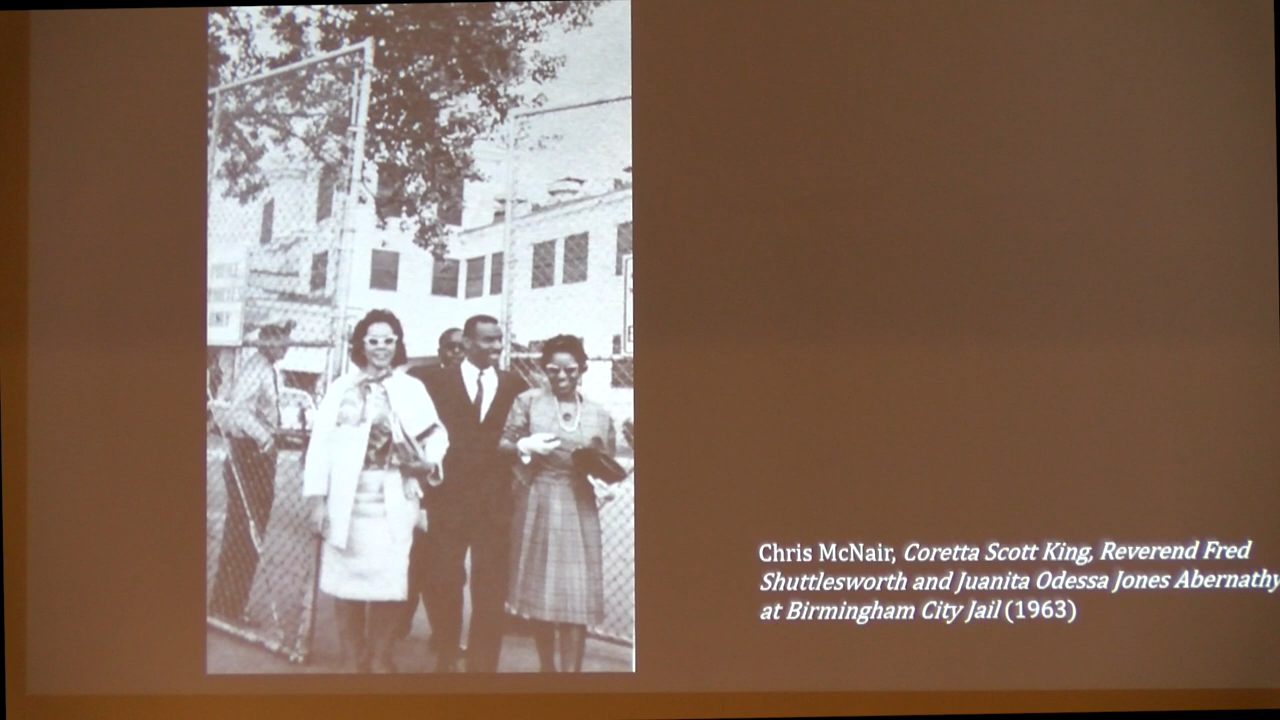 Chris McNair, Coretta Scott King, Reverend Fred
Shuttlesworth and Juanita Odessa Jones Abernathy
at Birmingham City Jail (1963)